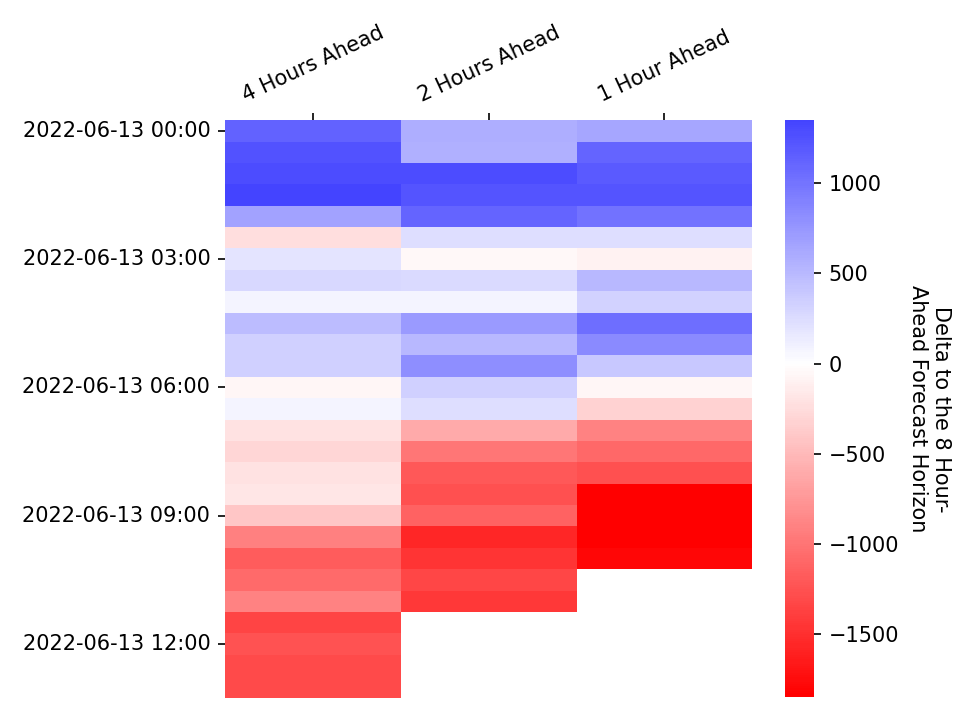 4 Hours Ahead
2 Hours Ahead
1 Hour Ahead
2022-06-13 00:00
2022-06-13 03:00
2022-06-13 06:00
2022-06-13 09:00
2022-06-13 12:00
1000
500
0
−500
−1000
−1500
Delta to the 8 Hour-
Ahead Forecast Horizon